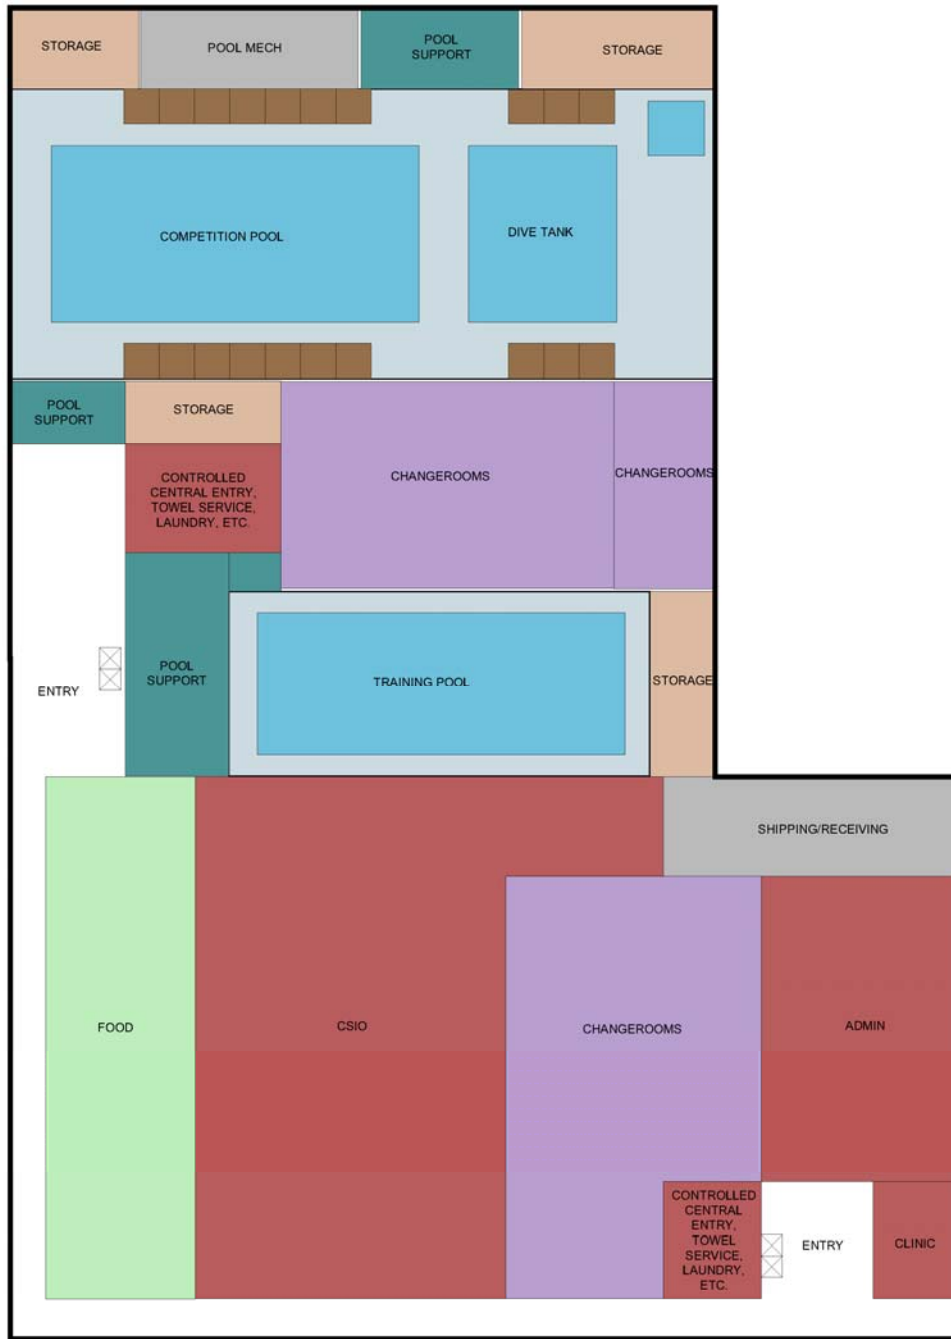 STORAGE
POOL MECH
POOL
SUPPORT
STORAGE
COMPETITION POOL
DIVE TANK
POOL
SUPPORT
STORAGE
CONTROLLED
CENTRAL ENTRY,
TOWEL SERVICE,
LAUNDRY, ETC.
CHANGEROOMS
CHANGEROOMS
ENTRY
POOL
SUPPORT
TRAINING POOL
STORAGE
SHIPPING/RECEIVING
FOOD
CSIO
CHANGEROOMS
ADMIN
CONTROLLED
CENTRAL
ENTRY,
TOWEL
SERVICE,
LAUNDRY,
ETC.
ENTRY
CLINIC